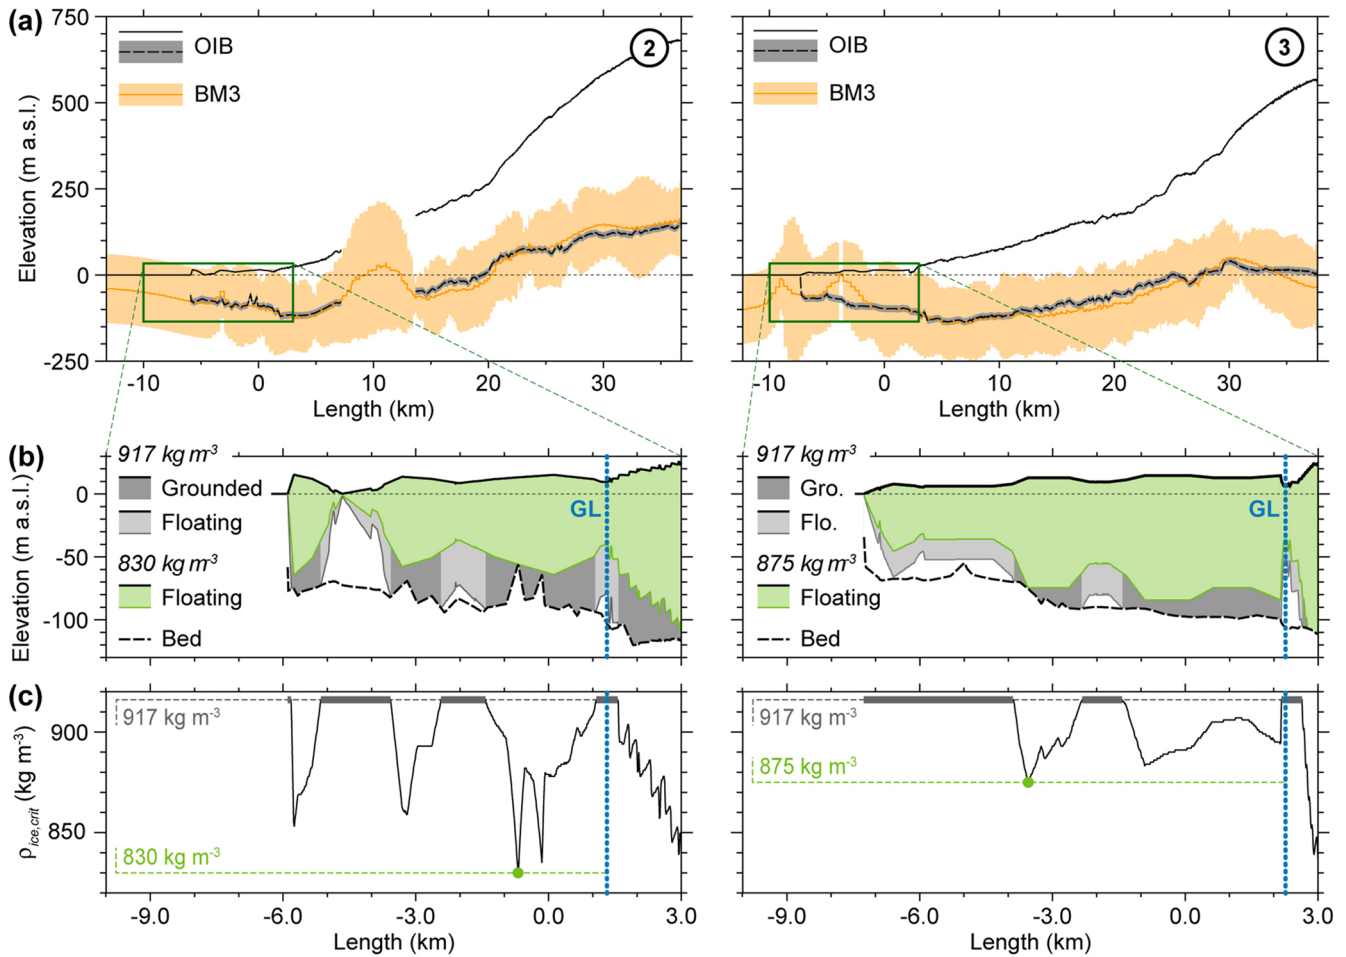 (a)
750
500
250
0
-250
Elevation (m a.s.l.)
OIB
BM3
2
-10
0
10
20
30
Length (km)
OIB
BM3
3
-10
0
10
20
30
Length (km)
(b)
917 kg m⁻³
Grounded
Floating
830 kg m⁻³
Floating
Bed
GL
0
-50
-100
Elevation (m a.s.l.)
917 kg m⁻³
Gro.
Flo.
875 kg m⁻³
Floating
Bed
GL
(c)
917 kg m⁻³
830 kg m⁻³
900
850
ρice,crit (kg m⁻³)
-9.0
-6.0
-3.0
0.0
3.0
Length (km)
917 kg m⁻³
875 kg m⁻³
-9.0
-6.0
-3.0
0.0
3.0
Length (km)